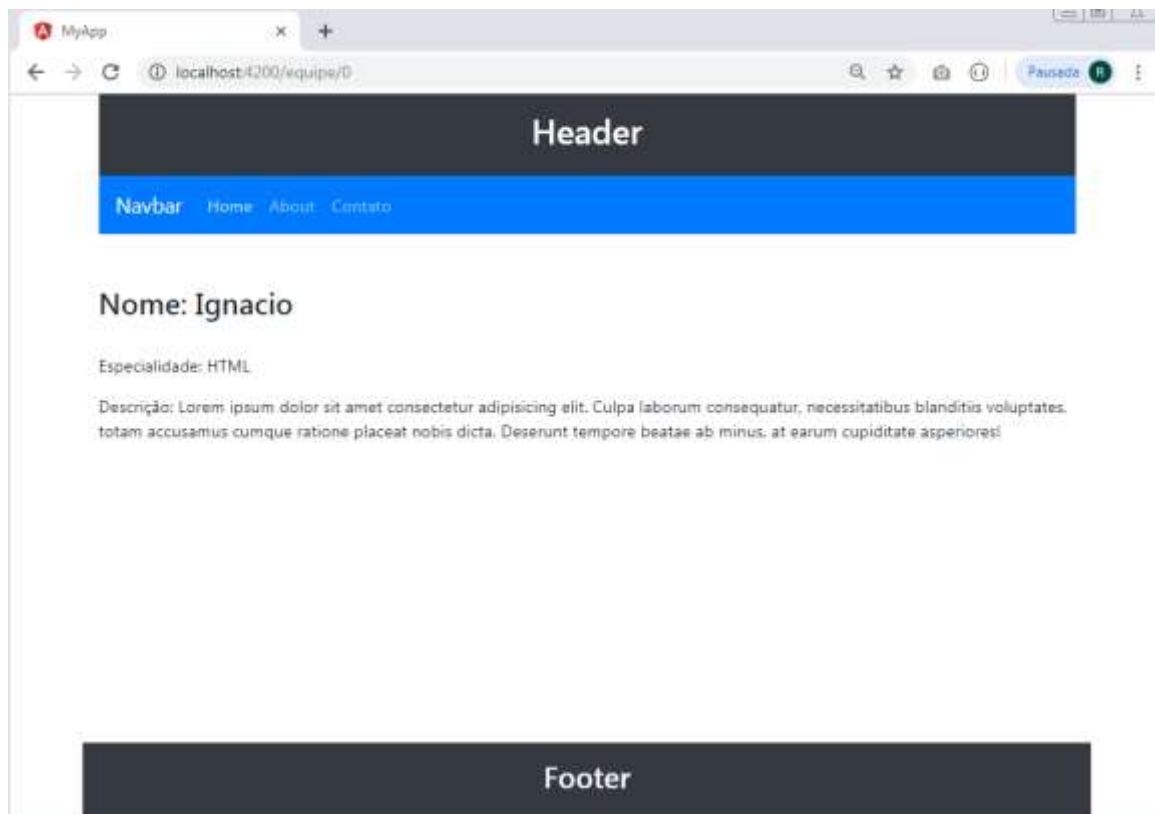 MyApp
localhost:4200/equipe/0
Pausada R
Header
Navbar Home About Contato
Nome: Ignacio
Especialidade: HTML
Descrição: Lorem ipsum dolor sit amet consectetur adipisicing elit. Culpa laborum consequatur, necessitatibus blanditiis voluptates,
totam accusamus cumque ratione placeat nobis dicta. Deserunt tempore beatae ab minus, at earum cupiditate asperiores!
Footer